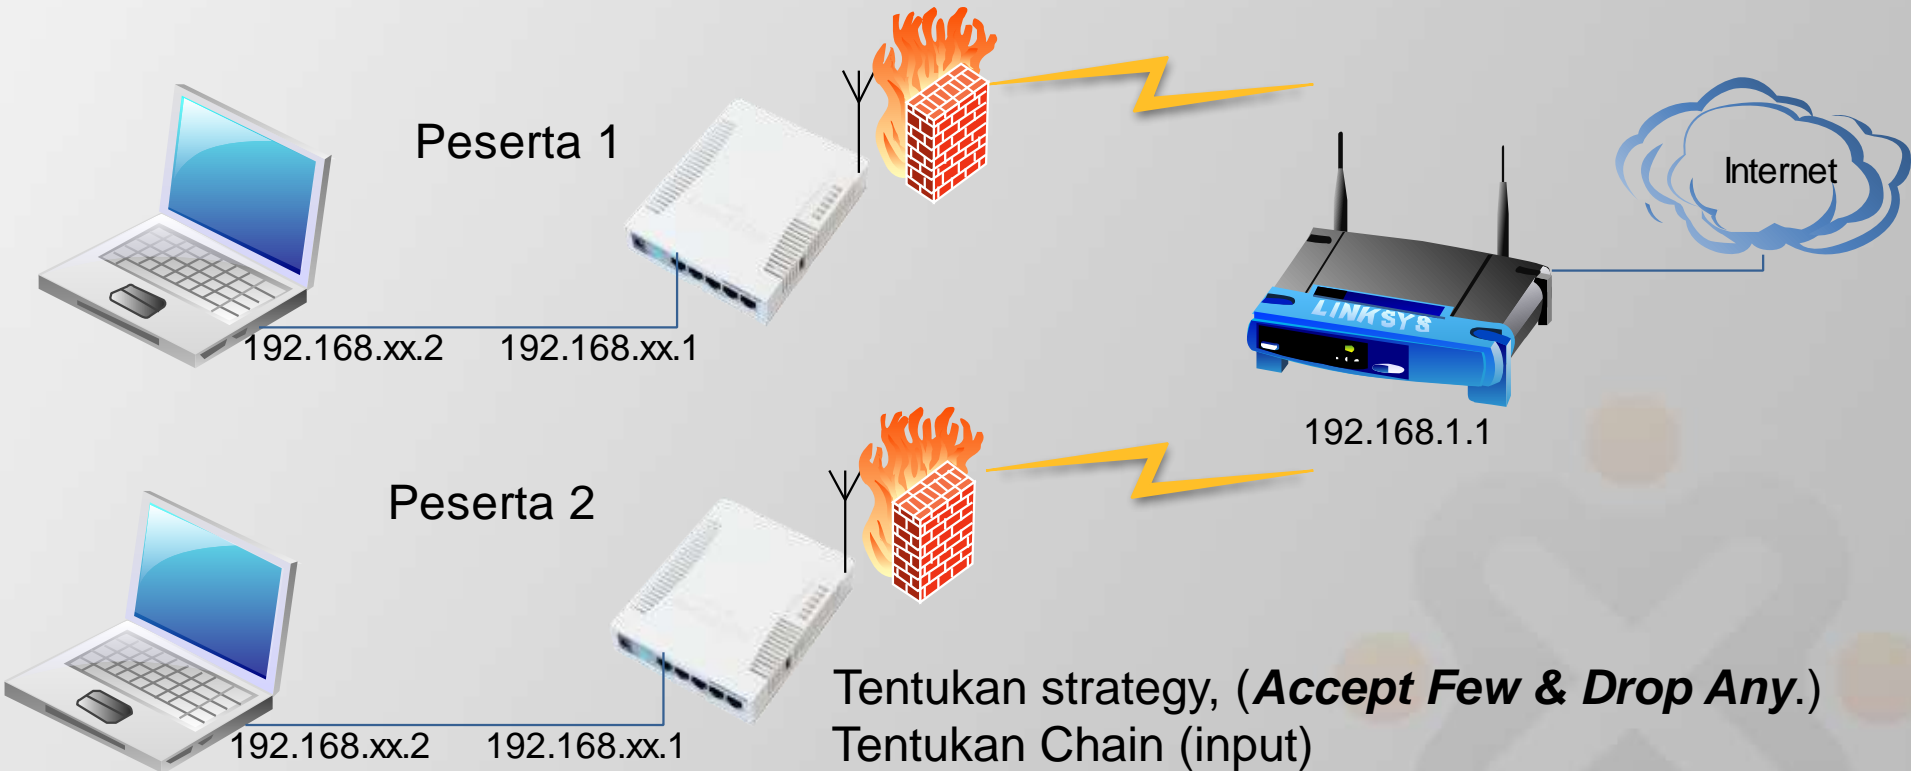 Peserta 1
Internet
LINKSYS
192.168.xx.2
192.168.xx.1
192.168.1.1
Peserta 2
192.168.xx.2
192.168.xx.1
Tentukan strategy, (Accept Few & Drop Any.)
Tentukan Chain (input)